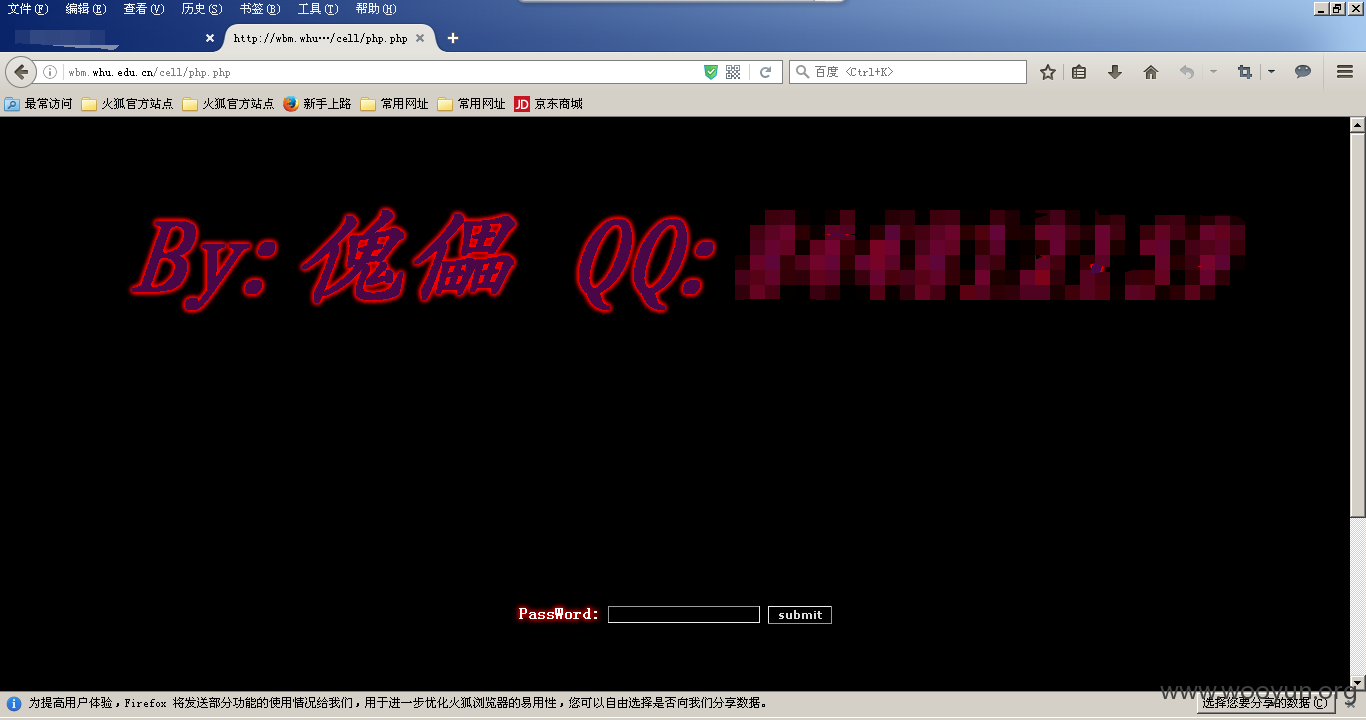 文件(F) 编辑(E) 查看(V) 历史(S) 书签(B) 工具(T) 帮助(H)
http://wbm.whu…/cell/php.php
wbm.whu.edu.cn/cell/php.php
百度 <Ctrl+K>
最常访问 火狐官方站点 火狐官方站点 新手上路 常用网址 常用网址 JD 京东商城
By: 傀儡 QQ:
PassWord:
submit
www.wooyun.org
为提高用户体验，Firefox 将发送部分功能的使用情况给我们，用于进一步优化火狐浏览器的易用性，您可以自由选择是否向我们分享数据。
选择您要分享的数据(C)